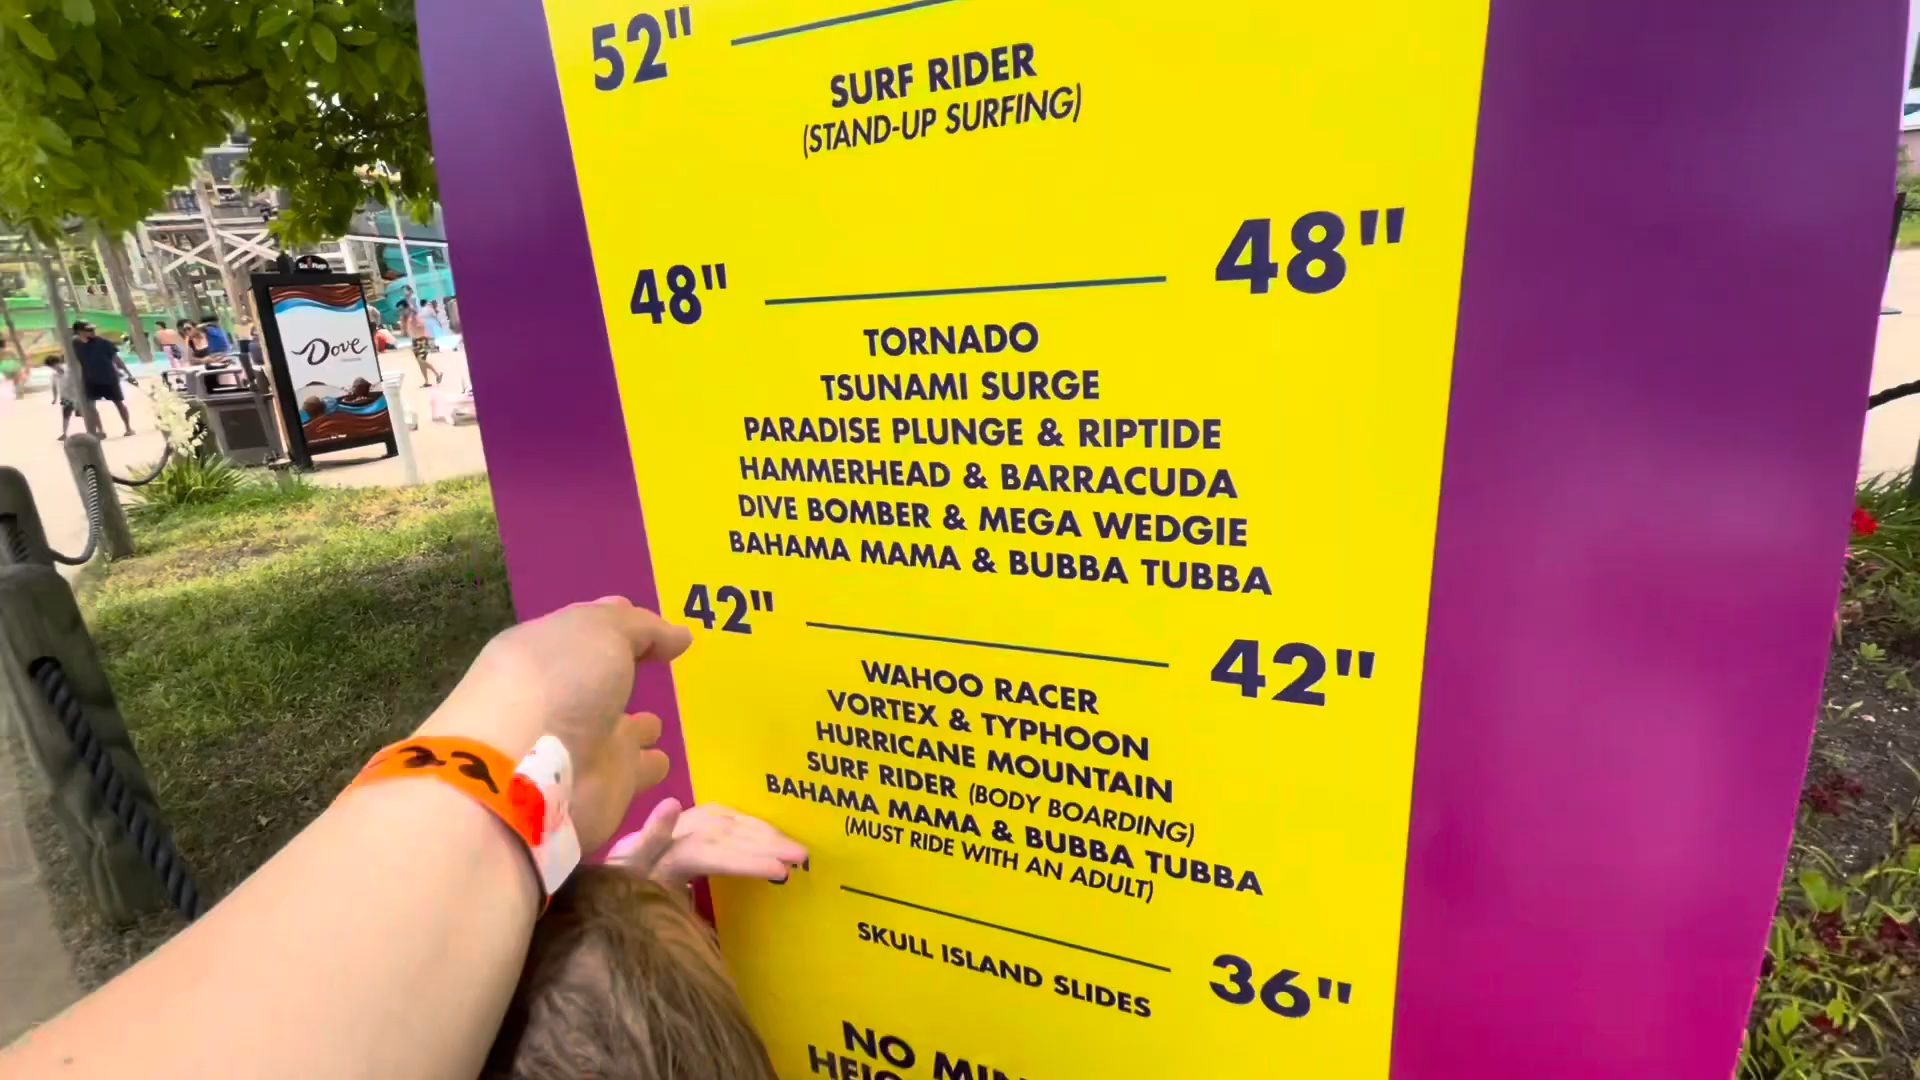 52"
SURF RIDER
(STAND-UP SURFING)
48" 48"
TORNADO
TSUNAMI SURGE
PARADISE PLUNGE & RIPTIDE
HAMMERHEAD & BARRACUDA
DIVE BOMBER & MEGA WEDGIE
BAHAMA MAMA & BUBBA TUBBA
42" 42"
WAHOO RACER
VORTEX & TYPHOON
HURRICANE MOUNTAIN
SURF RIDER (BODY BOARDING)
BAHAMA MAMA & BUBBA TUBBA
(MUST RIDE WITH AN ADULT)
36"
SKULL ISLAND SLIDES
NO
Dove